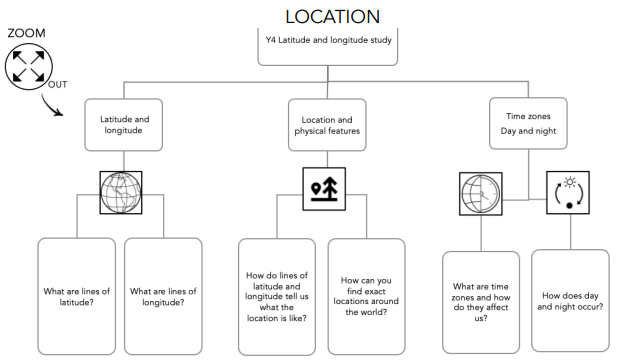 LOCATION
ZOOM
OUT
Y4 Latitude and longitude study
Latitude and
longitude
Location and
physical features
Time zones
Day and night
What are lines of
latitude?
What are lines of
longitude?
How do lines of
latitude and
longitude tell us
what the
location is like?
How can you
find exact
locations around
the world?
What are time
zones and how
do they affect
us?
How does day
and night occur?